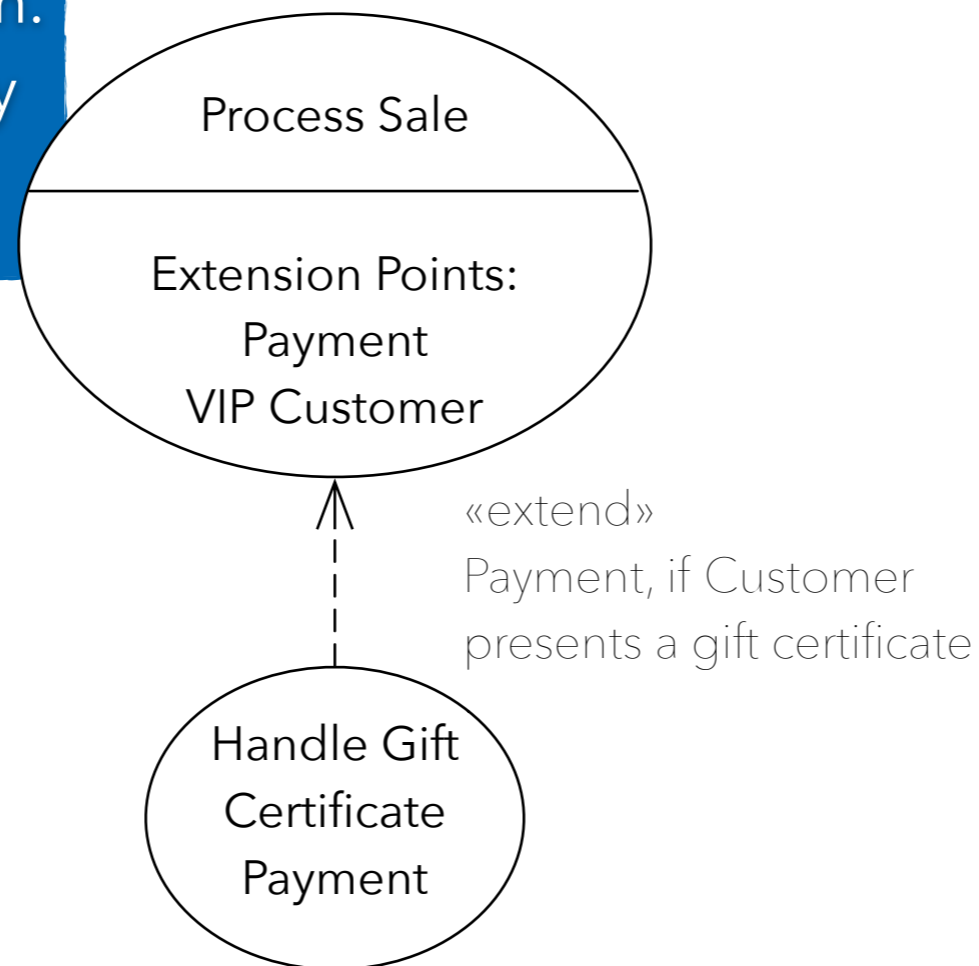 Process Sale
Extension Points:
Payment
VIP Customer
«extend»
Payment, if Customer
presents a gift certificate
Handle Gift
Certificate
Payment